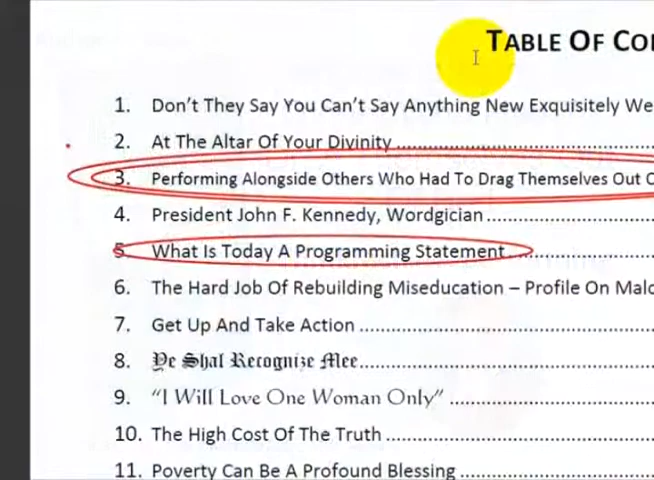 TABLE OF
1. Don't They Say You Can't Say Anything New Exquisitely We
2. At The Altar Of Your Divinity
3. Performing Alongside Others Who Had To Drag Themselves Out
4. President John F. Kennedy, Wordgician
5. What Is Today A Programming Statement
6. The Hard Job Of Rebuilding Miseducation – Profile On
7. Get Up And Take Action
8. Ye Shal Recognize Mee
9. "I Will Love One Woman Only"
10. The High Cost Of The Truth
11. Poverty Can Be A Profound Blessing